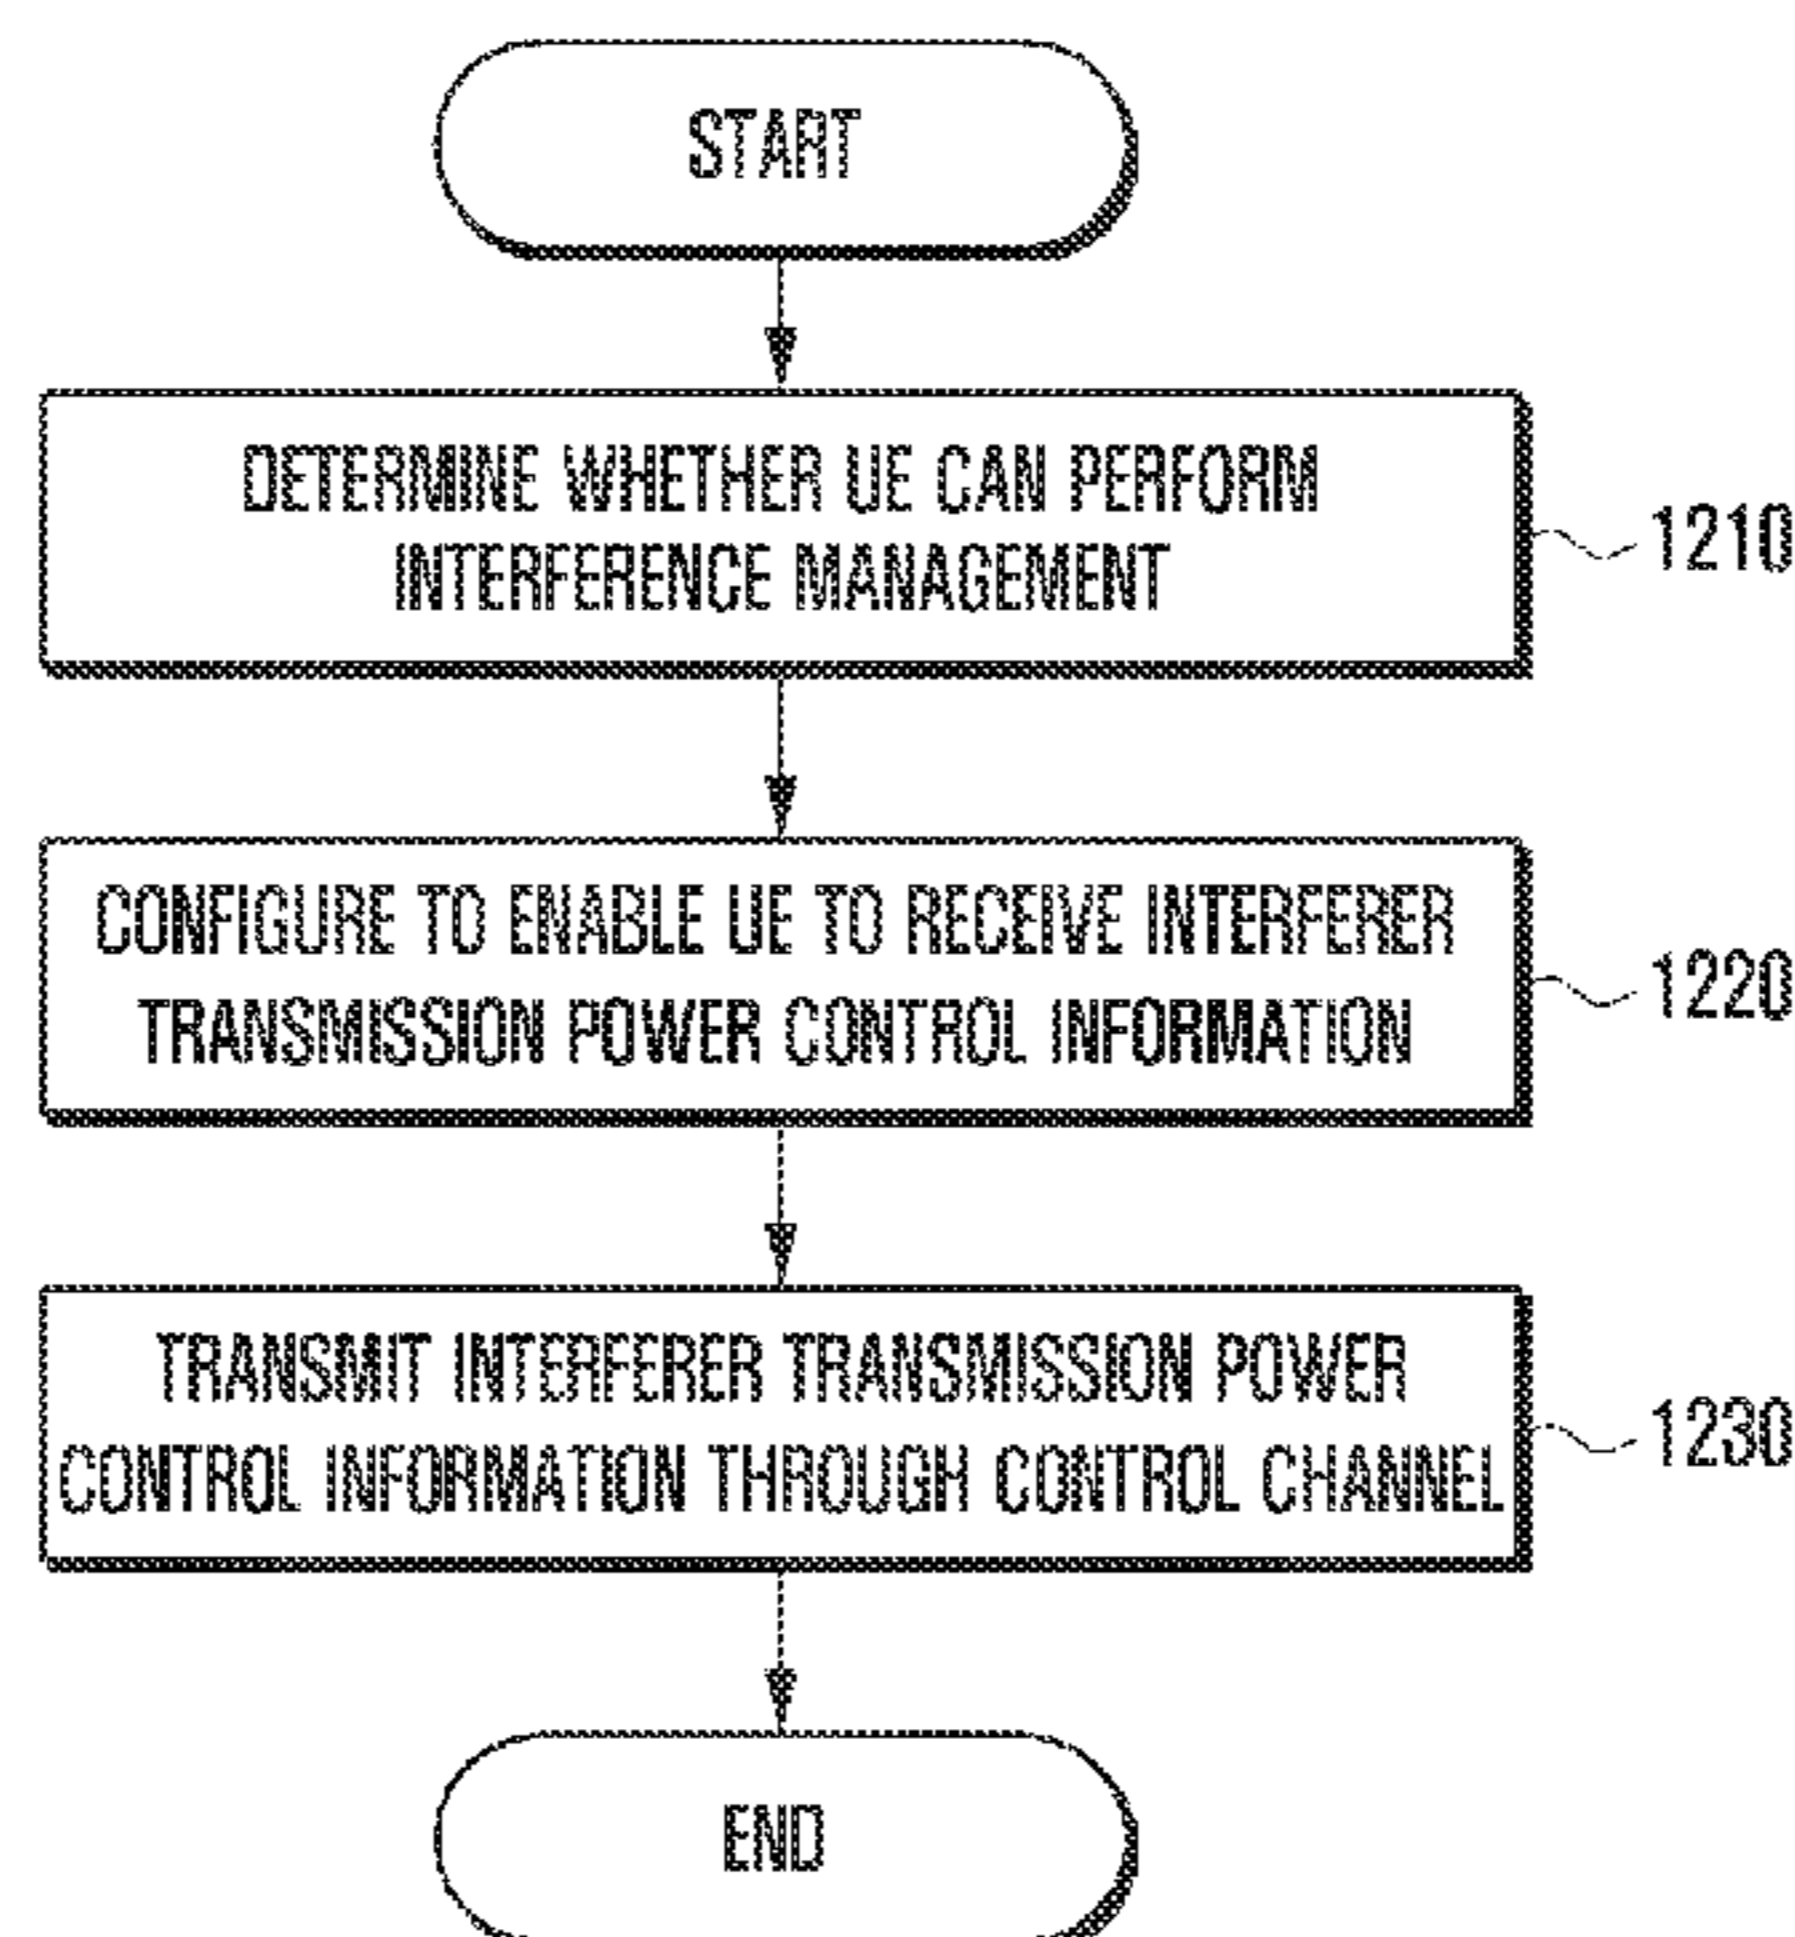 START
DETERMINE WHETHER UE CAN PERFORM
INTERFERENCE MANAGEMENT
1210
CONFIGURE TO ENABLE UE TO RECEIVE INTERFERER
TRANSMISSION POWER CONTROL INFORMATION
1220
TRANSMIT INTERFERER TRANSMISSION POWER
CONTROL INFORMATION THROUGH CONTROL CHANNEL
1230
END